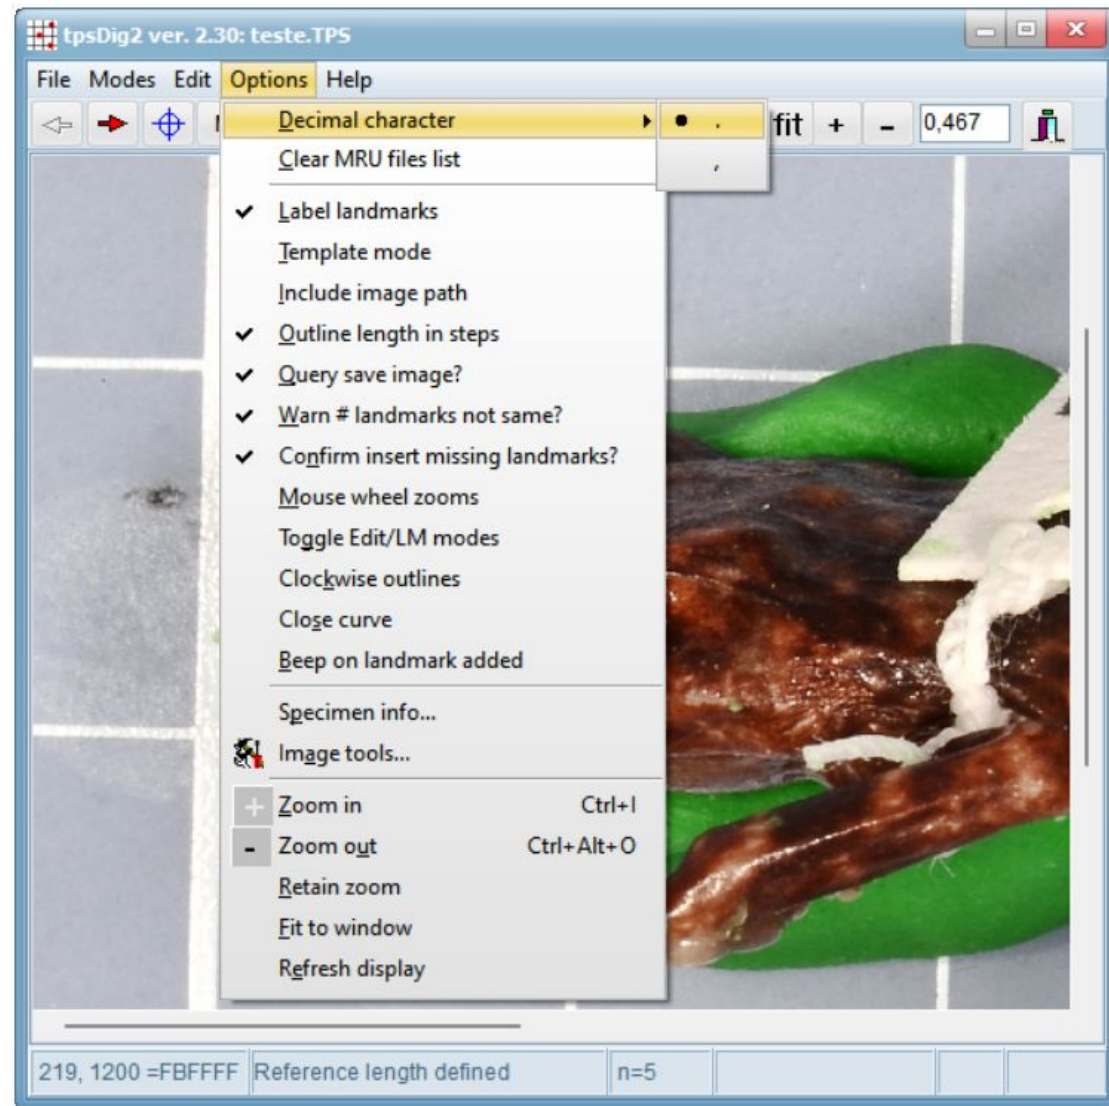 tpsDig2 ver. 2.30: teste.TPS
File Modes Edit Options Help
fit + - 0,467
Decimal character
.
,
Clear MRU files list
Label landmarks
Template mode
Include image path
Outline length in steps
Query save image?
Warn # landmarks not same?
Confirm insert missing landmarks?
Mouse wheel zooms
Toggle Edit/LM modes
Clockwise outlines
Close curve
Beep on landmark added
Specimen info...
Image tools...
+ Zoom in Ctrl+I
- Zoom out Ctrl+Alt+O
Retain zoom
Fit to window
Refresh display
219, 1200 =FBFFFF Reference length defined n=5